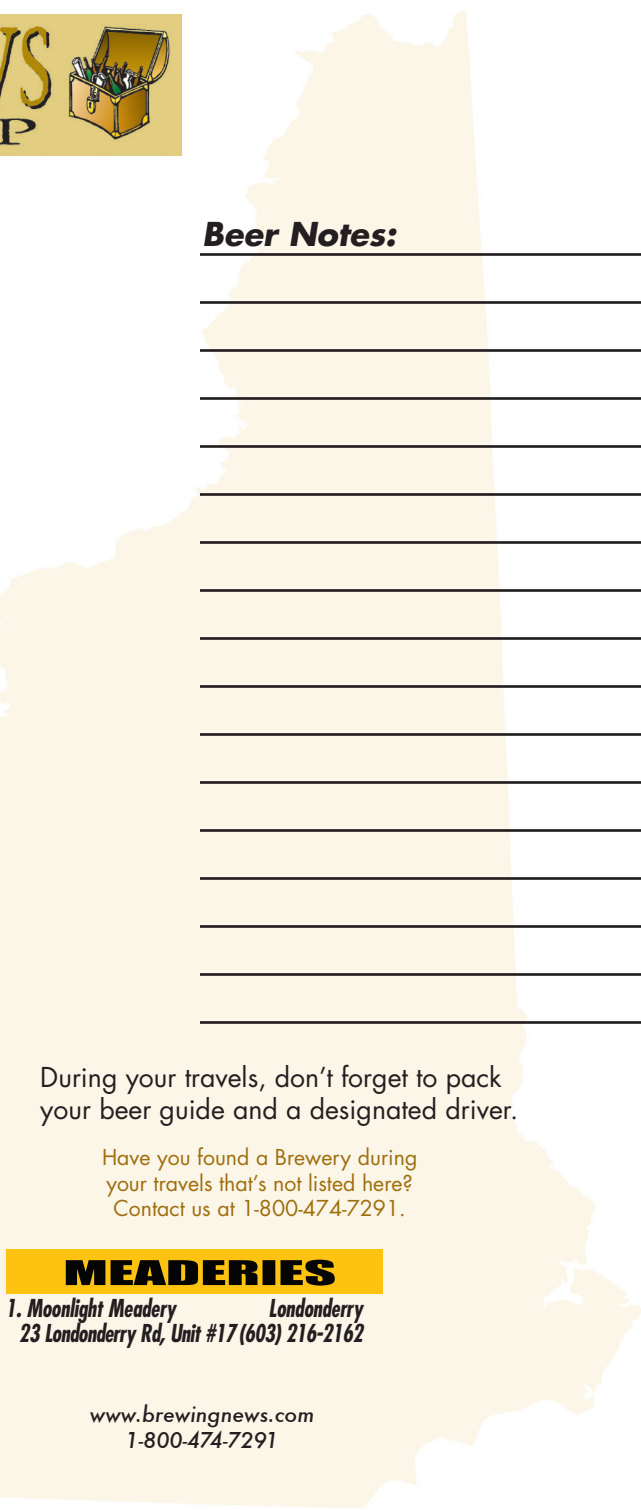 Beer Notes:
During your travels, don't forget to pack
your beer guide and a designated driver.
Have you found a Brewery during
your travels that's not listed here?
Contact us at 1-800-474-7291.
MEADERIES
1. Moonlight Meadery Londonderry
23 Londonderry Rd, Unit #17 (603) 216-2162
www.brewingnews.com
1-800-474-7291